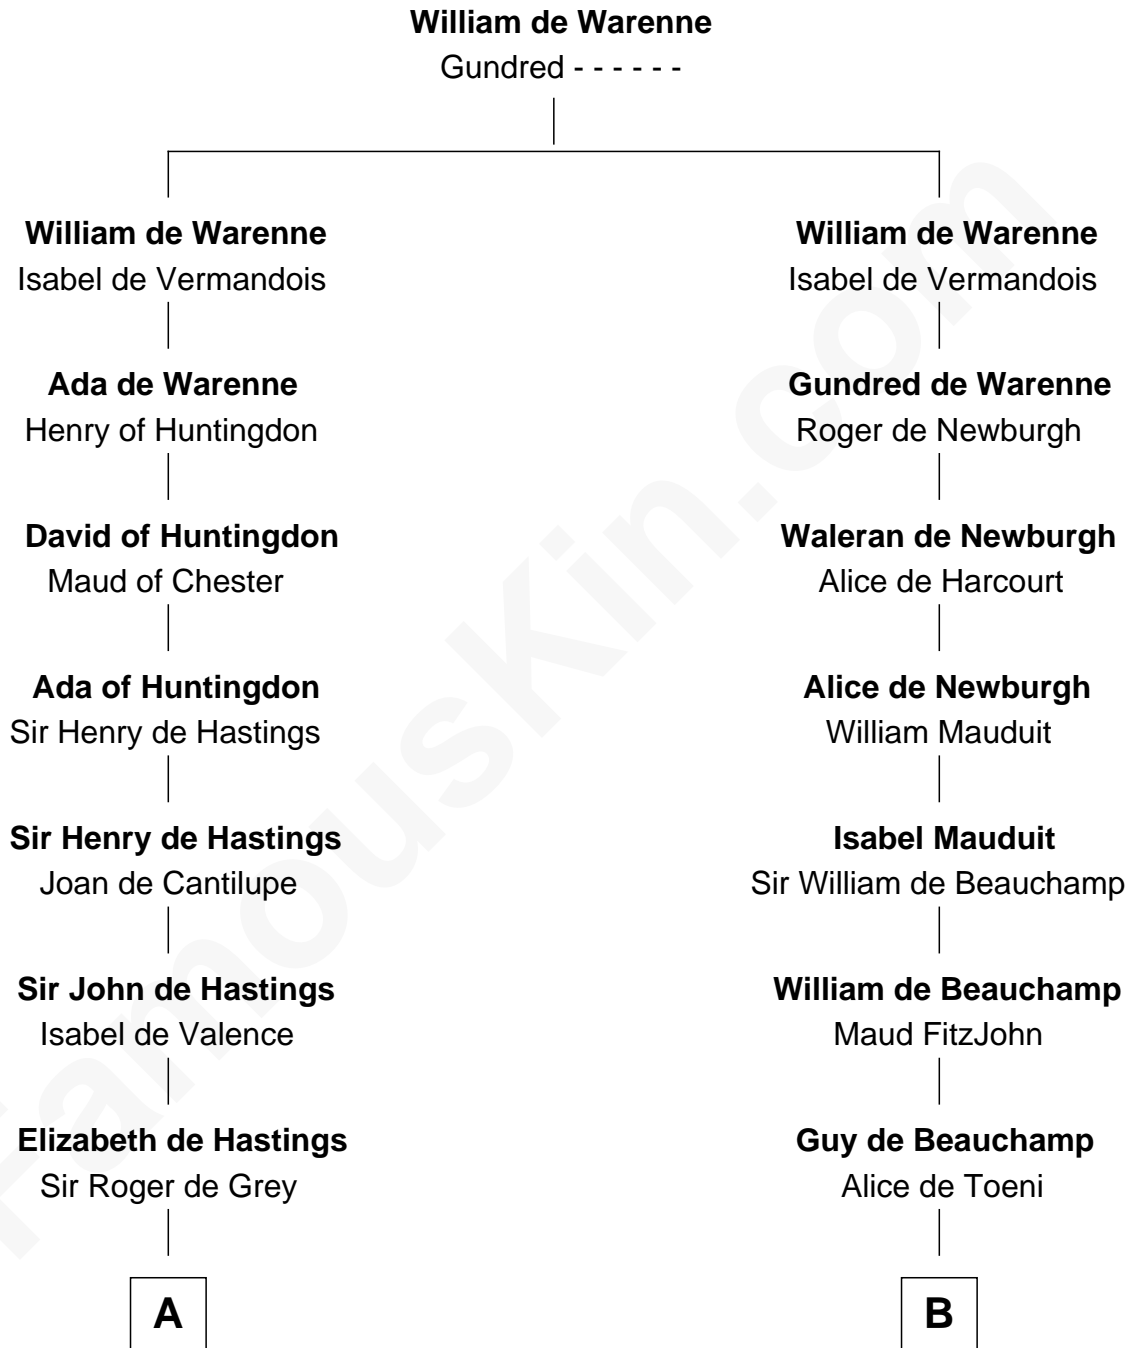 William de Warenne
Gundred - - - - - -
William de Warenne
Isabel de Vermandois
William de Warenne
Isabel de Vermandois
Ada de Warenne
Henry of Huntingdon
Gundred de Warenne
Roger de Newburgh
David of Huntingdon
Maud of Chester
Waleran de Newburgh
Alice de Harcourt
Ada of Huntingdon
Sir Henry de Hastings
Alice de Newburgh
William Mauduit
Sir Henry de Hastings
Joan de Cantilupe
Isabel Mauduit
Sir William de Beauchamp
Sir John de Hastings
Isabel de Valence
William de Beauchamp
Maud FitzJohn
Elizabeth de Hastings
Sir Roger de Grey
Guy de Beauchamp
Alice de Toeni
A
B
FamousKin.com